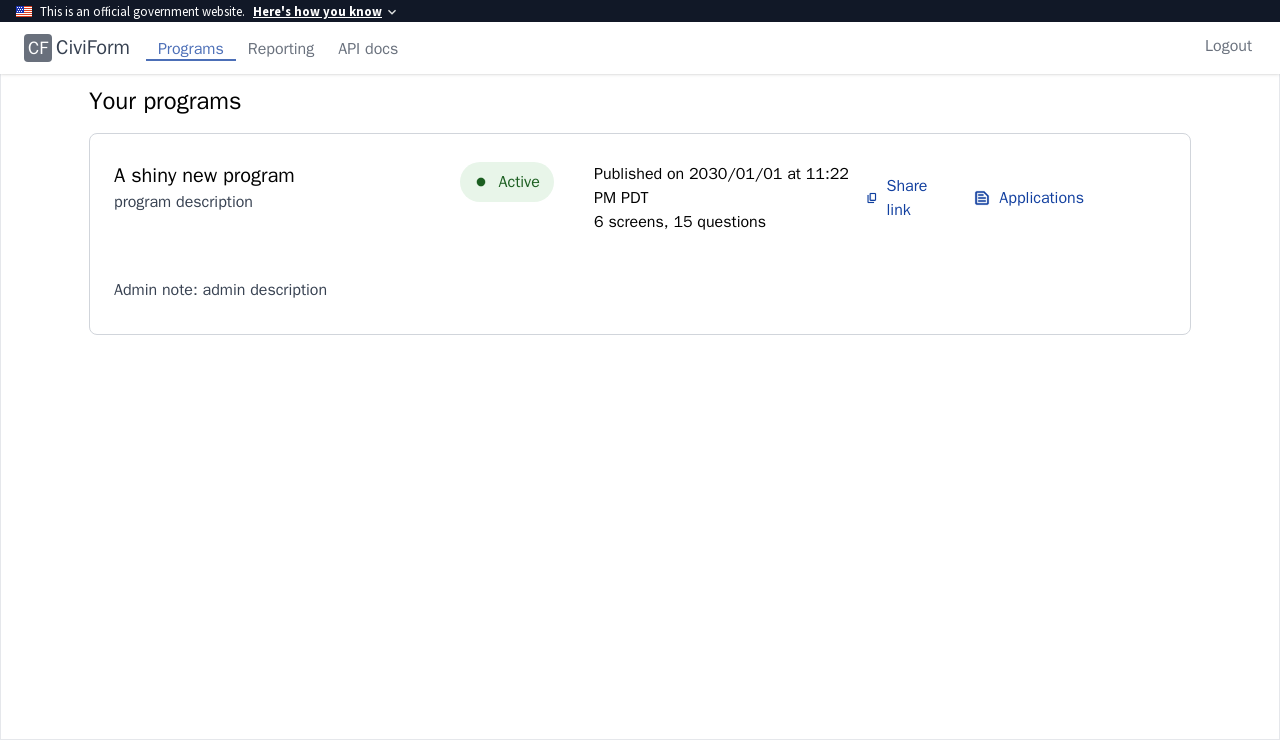 This is an official government website. Here's how you know
CF CiviForm Programs Reporting API docs Logout
Your programs
A shiny new program
program description
Active
Published on 2030/01/01 at 11:22
PM PDT
6 screens, 15 questions
Share
link
Applications
Admin note: admin description